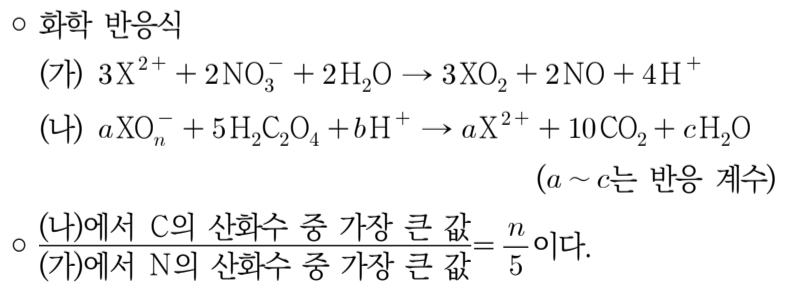 ○ 화학 반응식
(가) 3X²⁺ + 2NO₃⁻ + 2H₂O → 3XO₂ + 2NO + 4H⁺
(나) aXOₙ⁻ + 5H₂C₂O₄ + bH⁺ → aX²⁺ + 10CO₂ + cH₂O
(a ~ c는 반응 계수)
○ (나)에서 C의 산화수 중 가장 큰 값 / (가)에서 N의 산화수 중 가장 큰 값 = n/5 이다.